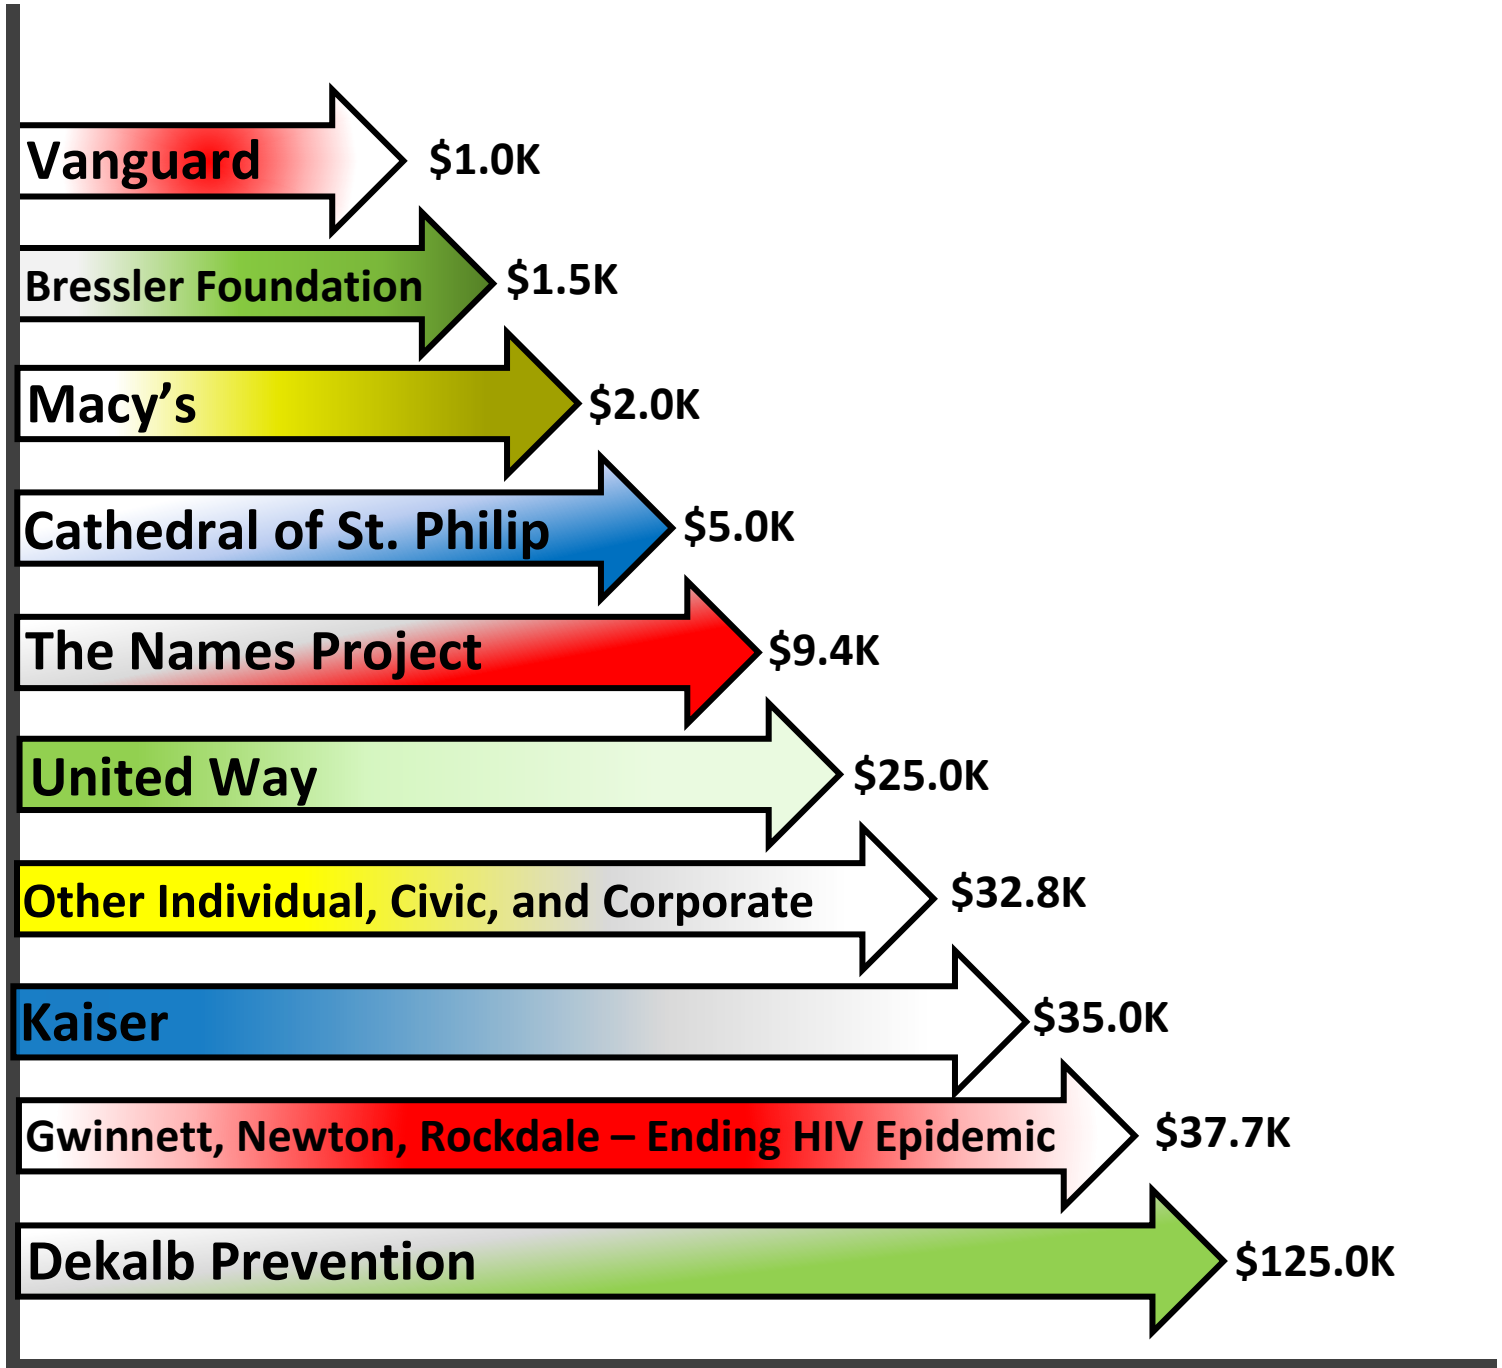 Vanguard $1.0K
Bressler Foundation $1.5K
Macy’s $2.0K
Cathedral of St. Philip $5.0K
The Names Project $9.4K
United Way $25.0K
Other Individual, Civic, and Corporate $32.8K
Kaiser $35.0K
Gwinnett, Newton, Rockdale – Ending HIV Epidemic $37.7K
Dekalb Prevention $125.0K